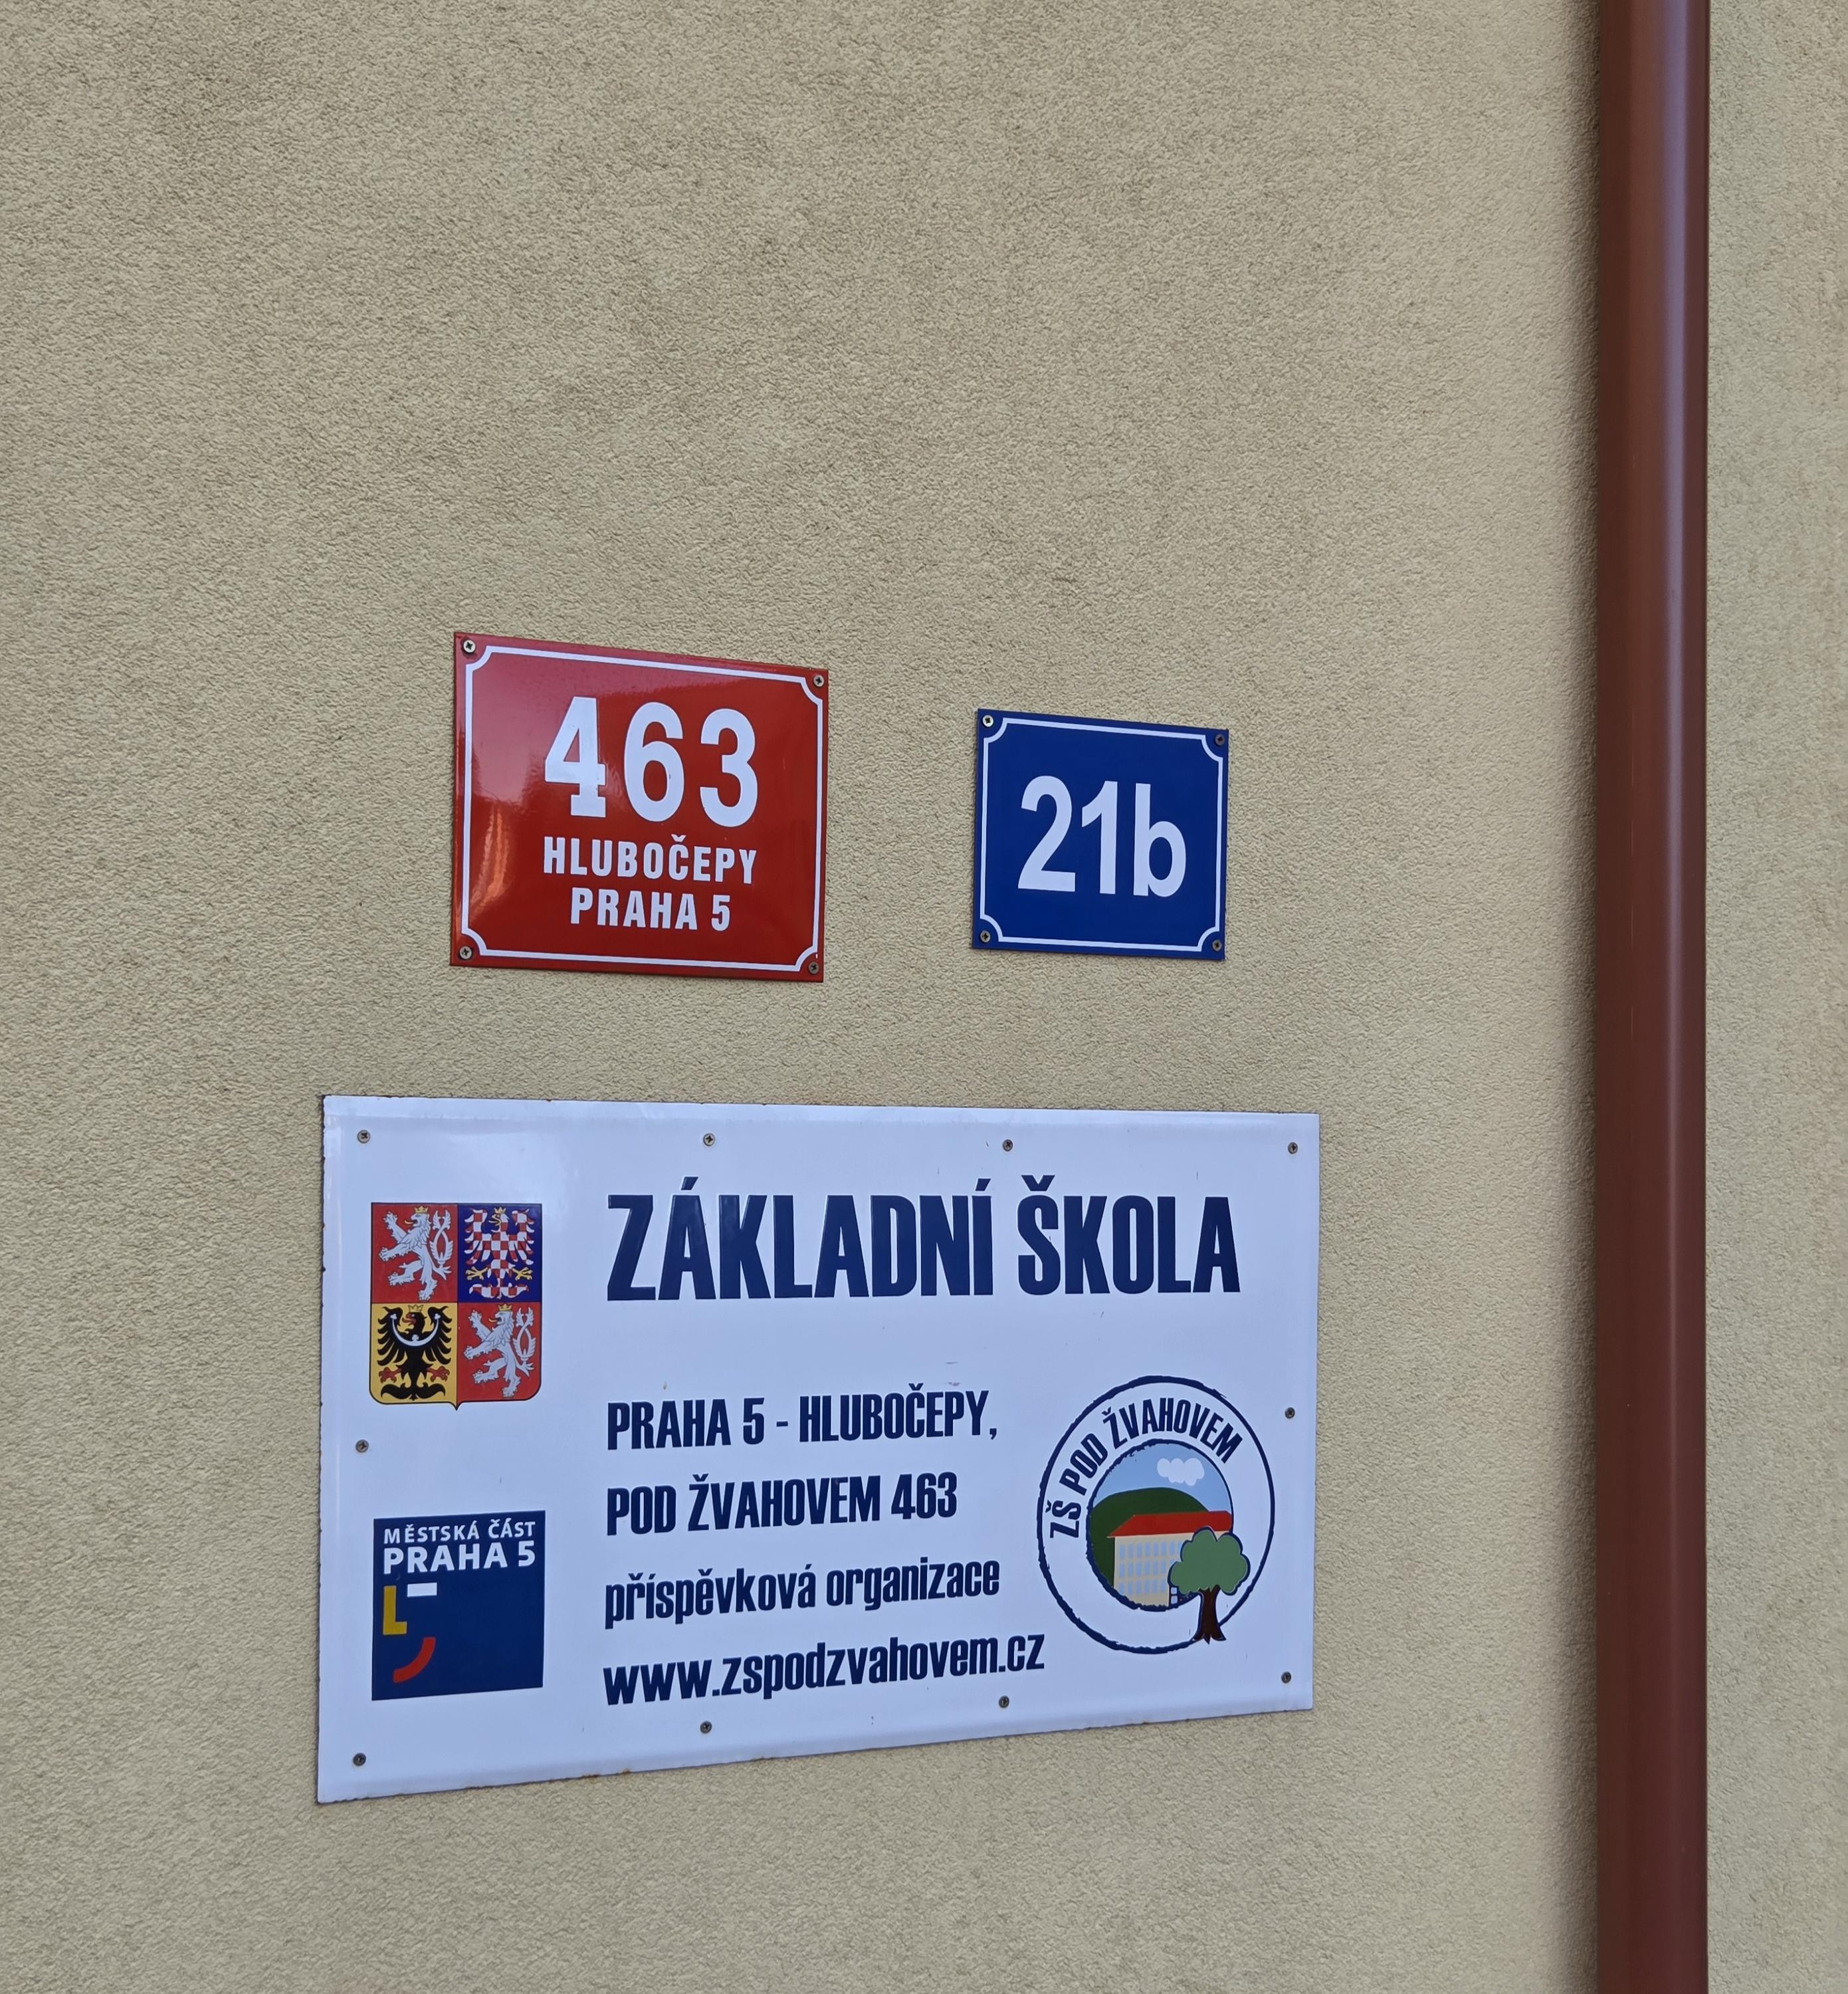 463
HLUBOČEPY
PRAHA 5
21b
ZÁKLADNÍ ŠKOLA
PRAHA 5 - HLUBOČEPY,
POD ŽVAHOVEM 463
příspěvková organizace
www.zspodzvahovem.cz
MĚSTSKÁ ČÁST
PRAHA 5
ZŠ POD ŽVAHOVEM